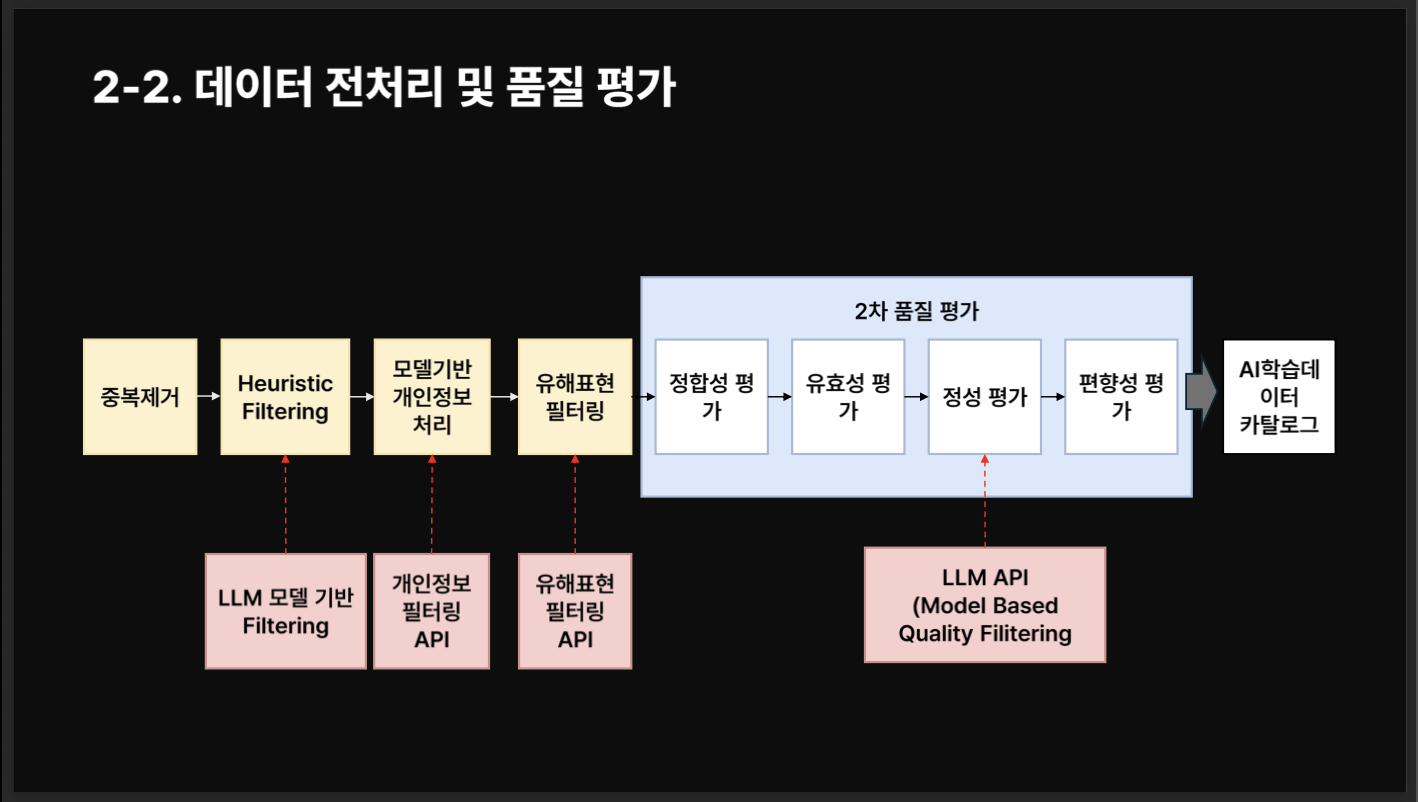 2-2. 데이터 전처리 및 품질 평가
2차 품질 평가
중복제거
Heuristic
Filtering
모델기반
개인정보
처리
유해표현
필터링
정합성 평
가
유효성 평
가
정성 평가
편향성 평
가
AI학습데
이터
카탈로그
LLM 모델 기반
Filtering
개인정보
필터링
API
유해표현
필터링
API
LLM API
(Model Based
Quality Filitering